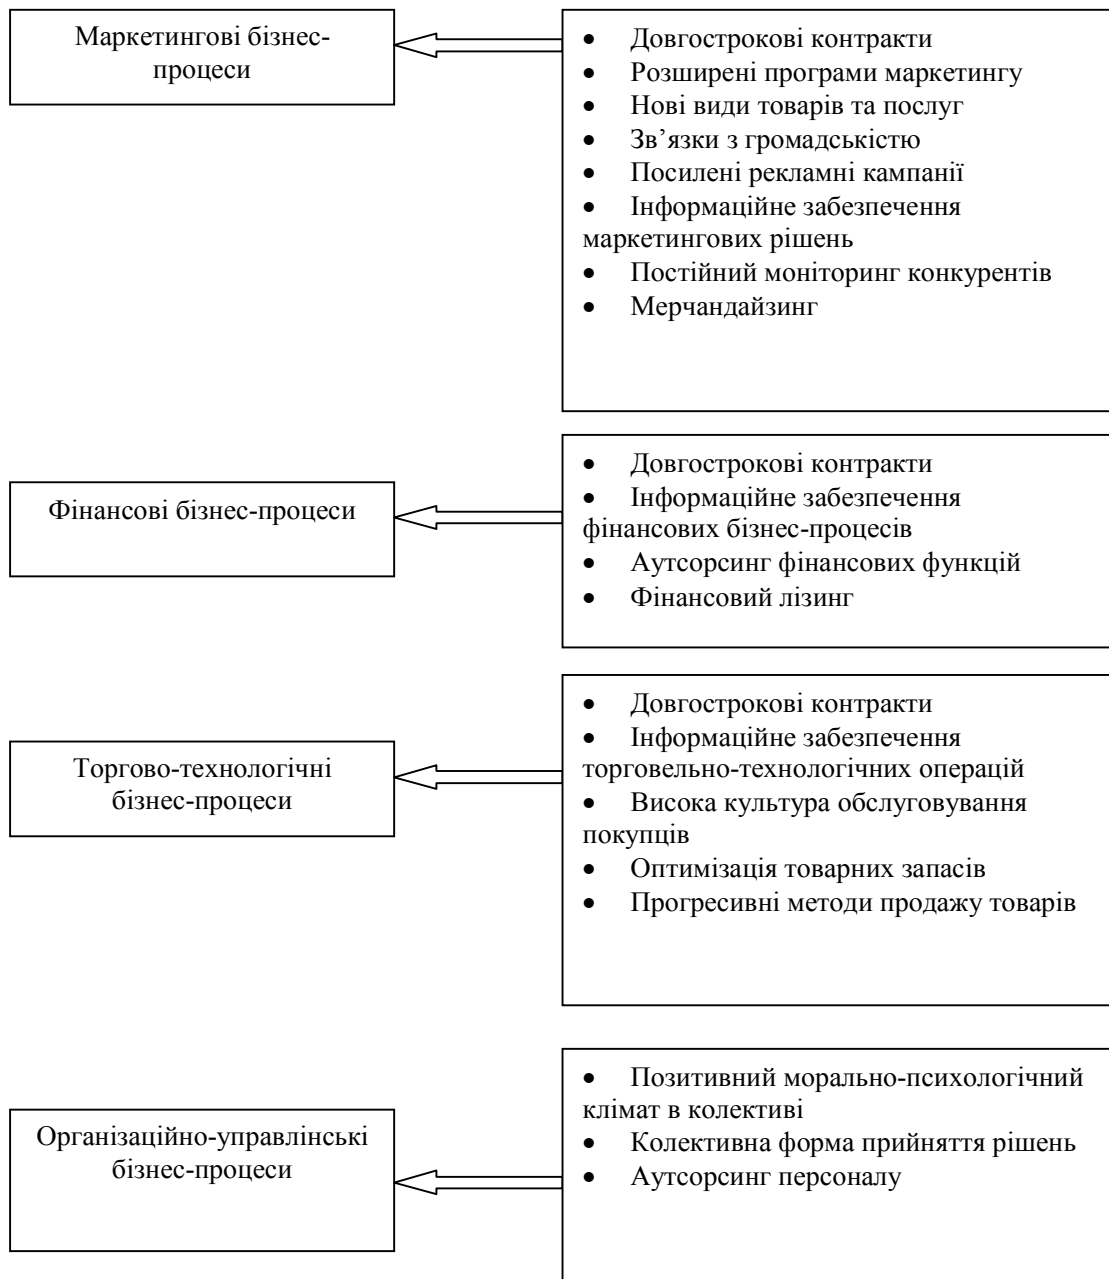 Маркетингові бізнес-
процеси
• Довгострокові контракти
• Розширені програми маркетингу
• Нові види товарів та послуг
• Зв’язки з громадськістю
• Посилені рекламні кампанії
• Інформаційне забезпечення
маркетингових рішень
• Постійний моніторинг конкурентів
• Мерчандайзинг
Фінансові бізнес-процеси
• Довгострокові контракти
• Інформаційне забезпечення
фінансових бізнес-процесів
• Аутсорсинг фінансових функцій
• Фінансовий лізинг
Торгово-технологічні
бізнес-процеси
• Довгострокові контракти
• Інформаційне забезпечення
торговельно-технологічних операцій
• Висока культура обслуговування
покупців
• Оптимізація товарних запасів
• Прогресивні методи продажу товарів
Організаційно-управлінські
бізнес-процеси
• Позитивний морально-психологічний
клімат в колективі
• Колективна форма прийняття рішень
• Аутсорсинг персоналу